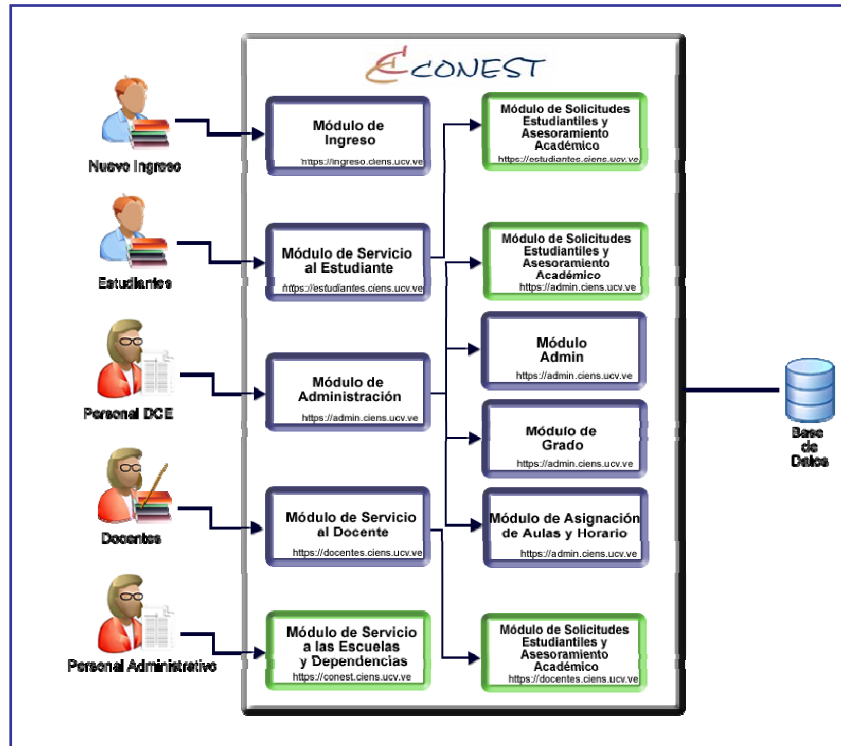 CONEST
Nuevo Ingreso
Módulo de
Ingreso
https://ingreso.ciens.ucv.ve
Módulo de Solicitudes
Estudiantiles y
Asesoramiento
Académico
https://estudiantes.ciens.ucv.ve
Estudiantes
Módulo de Servicio
al Estudiante
https://estudiantes.ciens.ucv.ve
Módulo de Solicitudes
Estudiantiles y
Asesoramiento
Académico
https://admin.ciens.ucv.ve
Personal DCE
Módulo de
Administración
https://admin.ciens.ucv.ve
Módulo
Admin
https://admin.ciens.ucv.ve
Módulo de
Grado
https://admin.ciens.ucv.ve
Base
de
Datos
Docentes
Módulo de Servicio
al Docente
https://docentes.ciens.ucv.ve
Módulo de Asignación
de Aulas y Horario
https://admin.ciens.ucv.ve
Personal Administrativo
Módulo de Servicio
a las Escuelas
y Dependencias
https://conest.ciens.ucv.ve
Módulo de Solicitudes
Estudiantiles y
Asesoramiento
Académico
https://docentes.ciens.ucv.ve